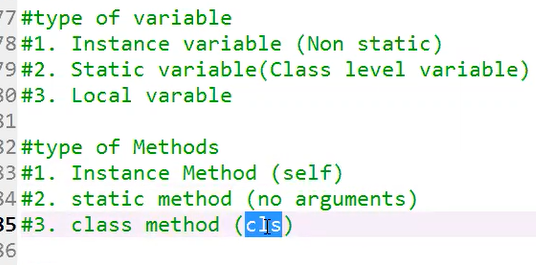 77 #type of variable
78 #1. Instance variable (Non static)
79 #2. Static variable(Class level variable)
80 #3. Local varable
81
82 #type of Methods
83 #1. Instance Method (self)
84 #2. static method (no arguments)
85 #3. class method (cls)
86